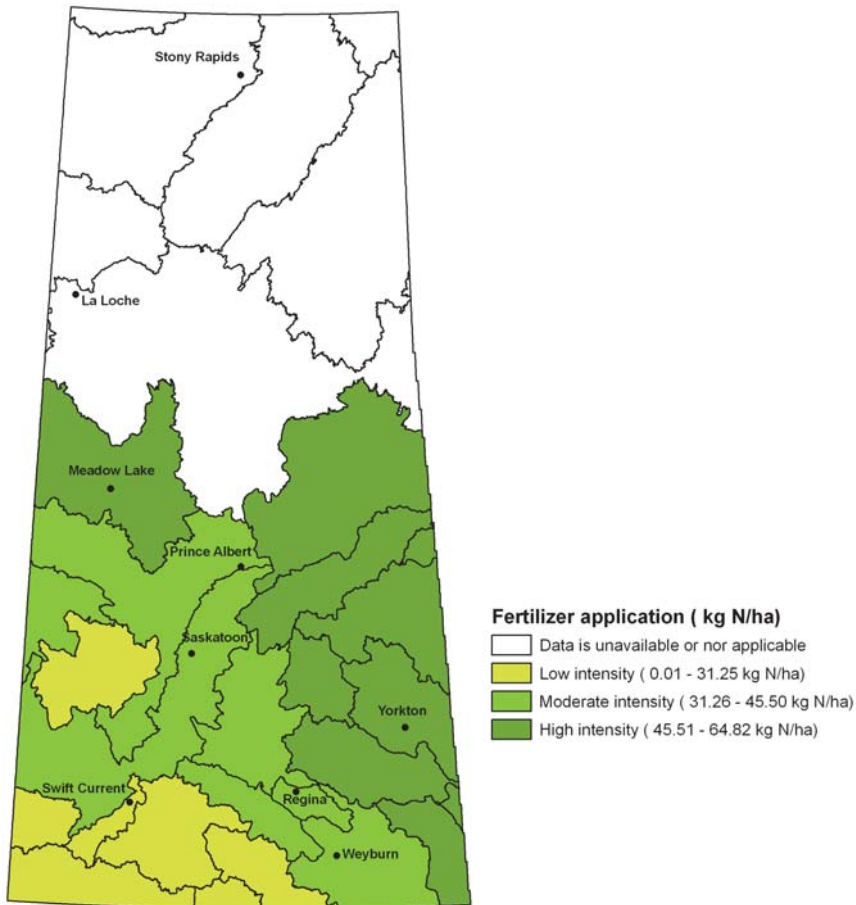 Stony Rapids
La Loche
Meadow Lake
Prince Albert
Saskatoon
Yorkton
Swift Current
Regina
Weyburn
Fertilizer application ( kg N/ha)
Data is unavailable or nor applicable
Low intensity ( 0.01 - 31.25 kg N/ha)
Moderate intensity ( 31.26 - 45.50 kg N/ha)
High intensity ( 45.51 - 64.82 kg N/ha)